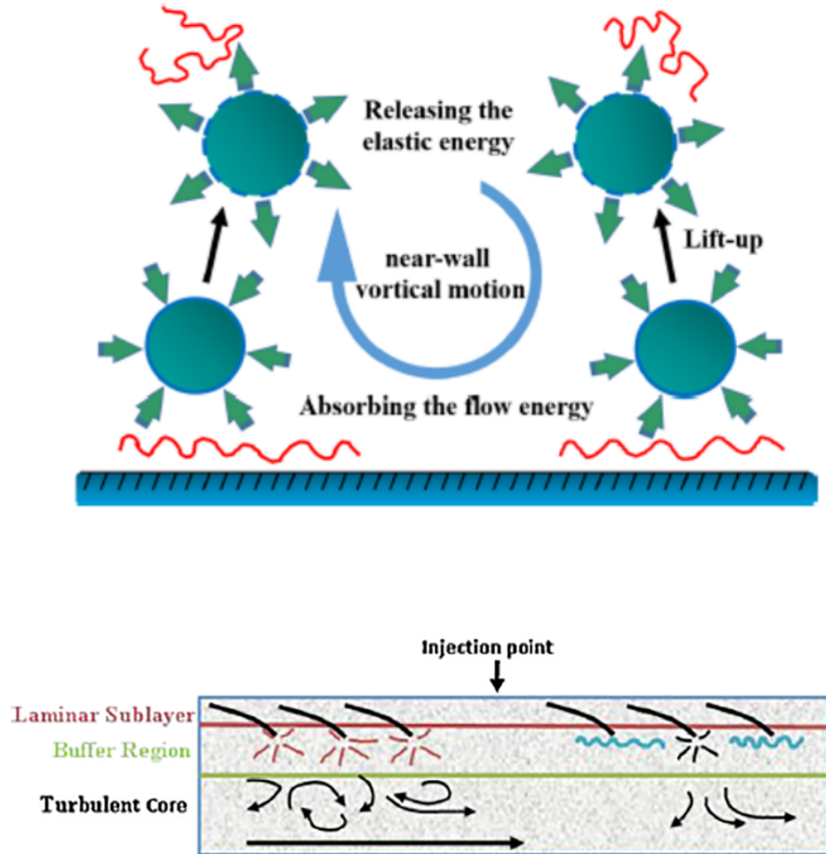 Releasing the
elastic energy
near-wall
vortical motion
Lift-up
Absorbing the flow energy
Injection point
Laminar Sublayer
Buffer Region
Turbulent Core